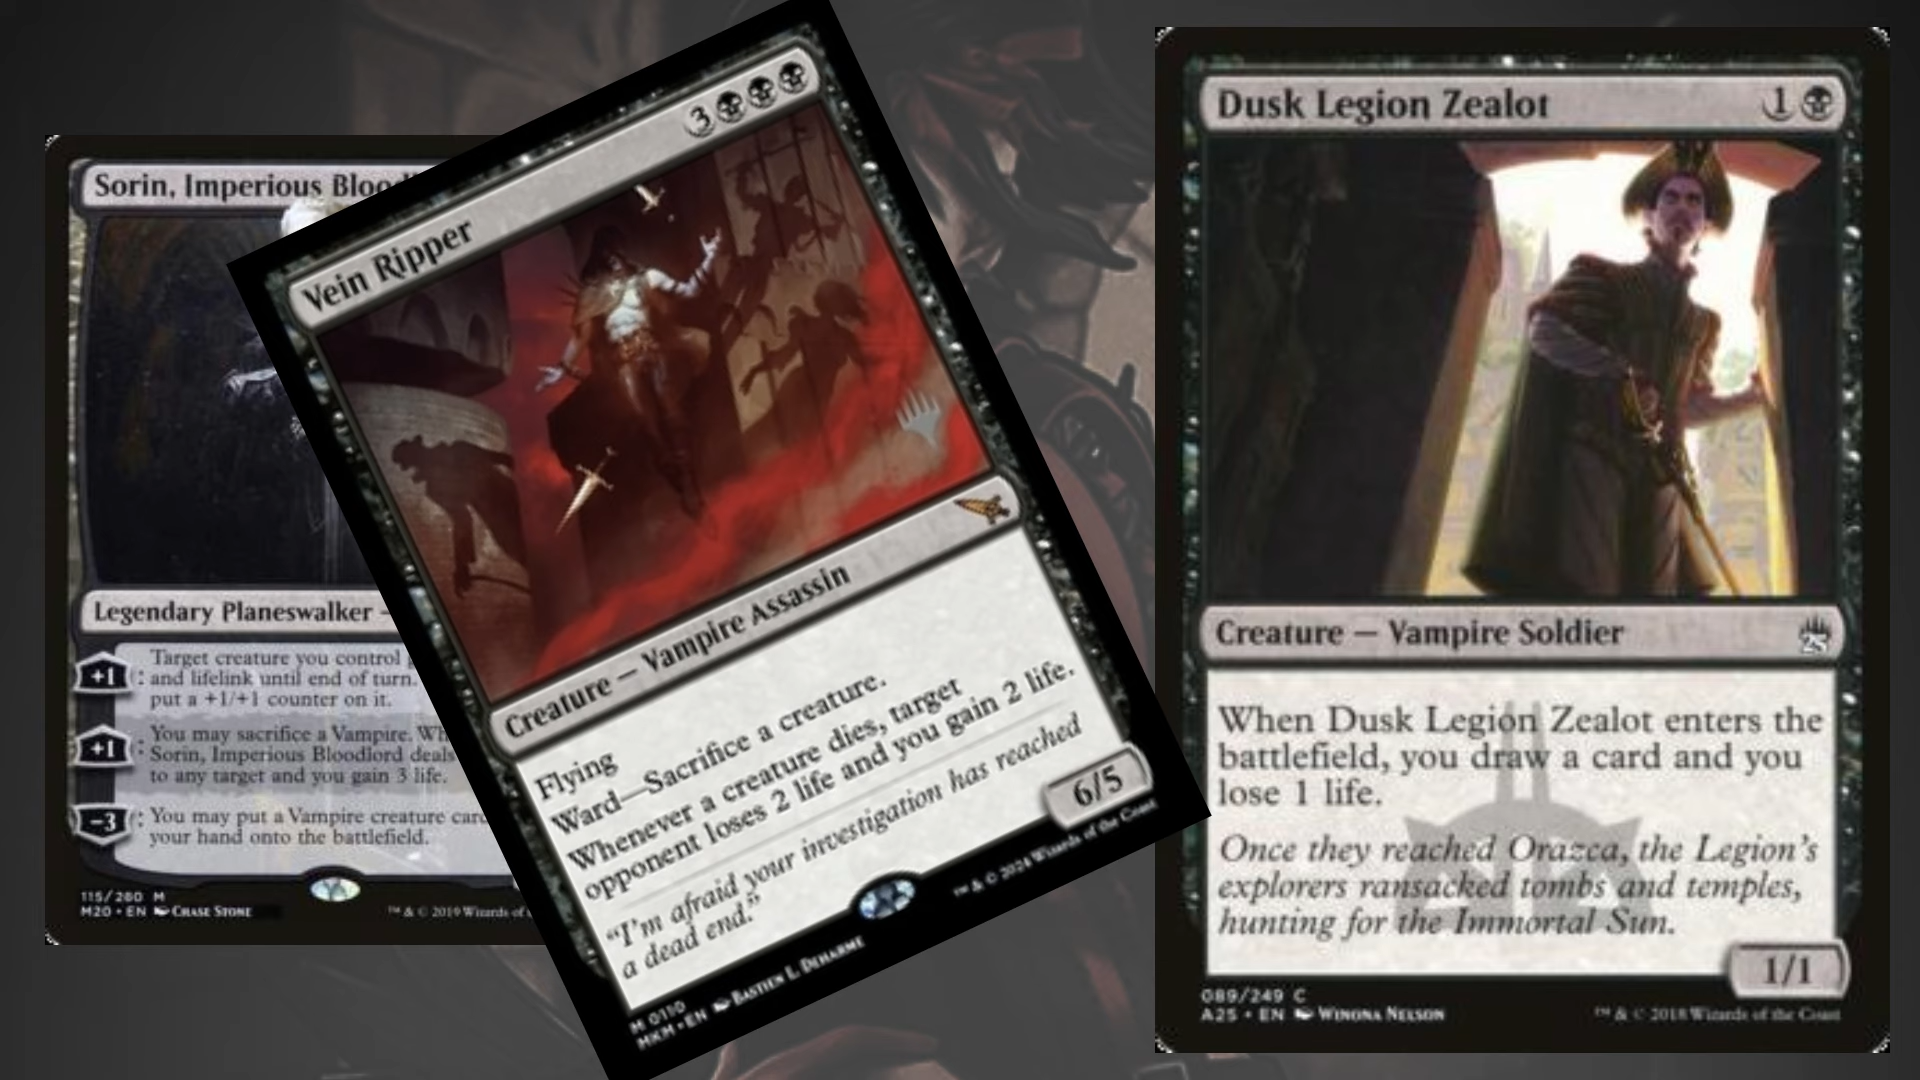 Sorin, Imperious
Legendary Planeswalker –
+1 : Target creature you control
and lifelink until end of turn.
put a +1/+1 counter on it.
+1 : You may sacrifice a Vampire.
Sorin, Imperious Bloodlord deals
to any target and you gain 3 life.
−3 : You may put a Vampire creature
your hand onto the battlefield.
115/280 M
M20 • EN CHASE STONE
™ & © 2019 Wizards of
Vein Ripper 3
Creature — Vampire Assassin
Flying
Ward—Sacrifice a creature.
Whenever a creature dies, target
opponent loses 2 life and you gain 2 life.
“I’m afraid your investigation has reached
a dead end.”
6/5
M 0110
MKM • EN BASTIEN L. DEHARME
™ & © 2024 Wizards of the Coast
Dusk Legion Zealot 1
Creature — Vampire Soldier
25
When Dusk Legion Zealot enters the
battlefield, you draw a card and you
lose 1 life.
Once they reached Orazca, the Legion’s
explorers ransacked tombs and temples,
hunting for the Immortal Sun.
1/1
089/249 C
A25 • EN WINONA NELSON
™ & © 2018 Wizards of the Coast